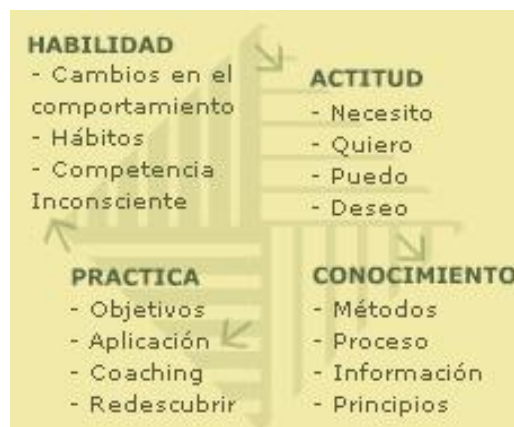 HABILIDAD
- Cambios en el
comportamiento
- Hábitos
- Competencia
Inconsciente
ACTITUD
- Necesito
- Quiero
- Puedo
- Deseo
PRACTICA
- Objetivos
- Aplicación
- Coaching
- Redescubrir
CONOCIMIENTO
- Métodos
- Proceso
- Información
- Principios